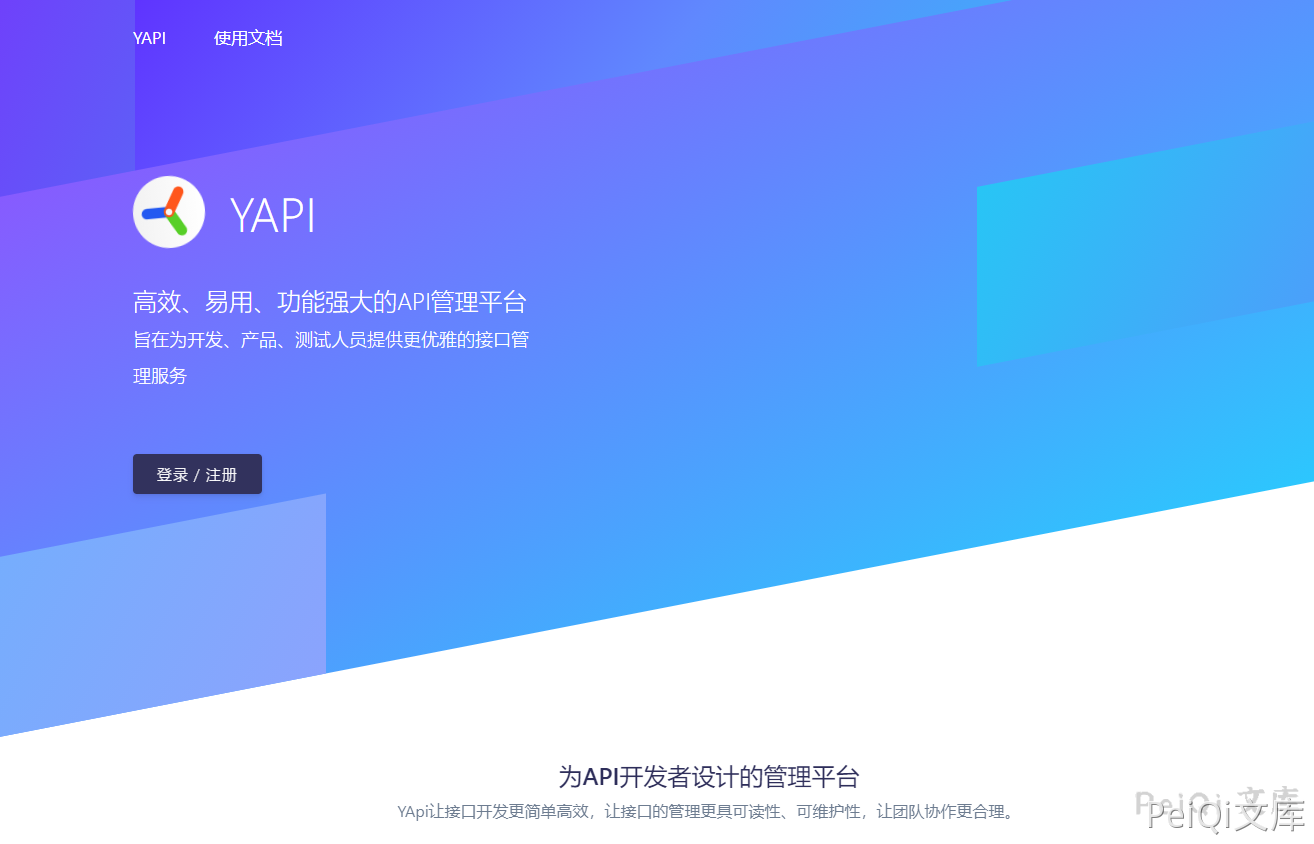 YAPI 使用文档
YAPI
高效、易用、功能强大的API管理平台
旨在为开发、产品、测试人员提供更优雅的接口管
理服务
登录 / 注册
为API开发者设计的管理平台
YApi让接口开发更简单高效，让接口的管理更具可读性、可维护性，让团队协作更合理。
PeiQi 文库
PeiQi文库